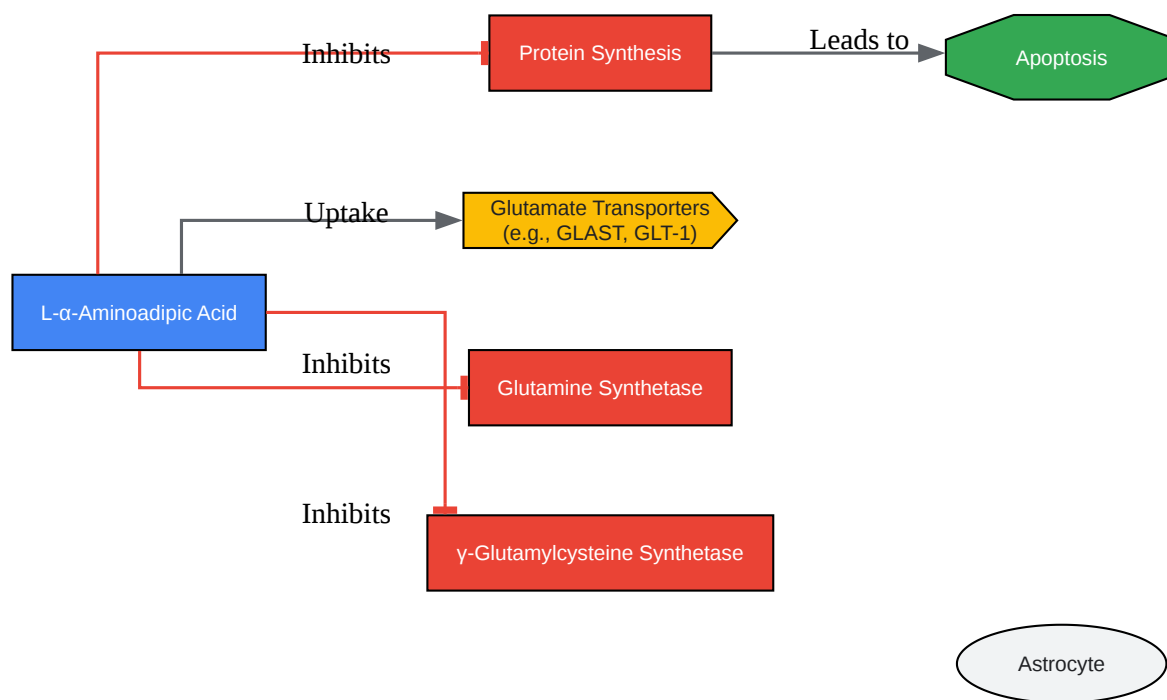 Inhibits
Protein Synthesis
Leads to
Apoptosis
Uptake
Glutamate Transporters
(e.g., GLAST, GLT-1)
L-α-Aminoadipic Acid
Inhibits
Glutamine Synthetase
Inhibits
γ-Glutamylcysteine Synthetase
Astrocyte